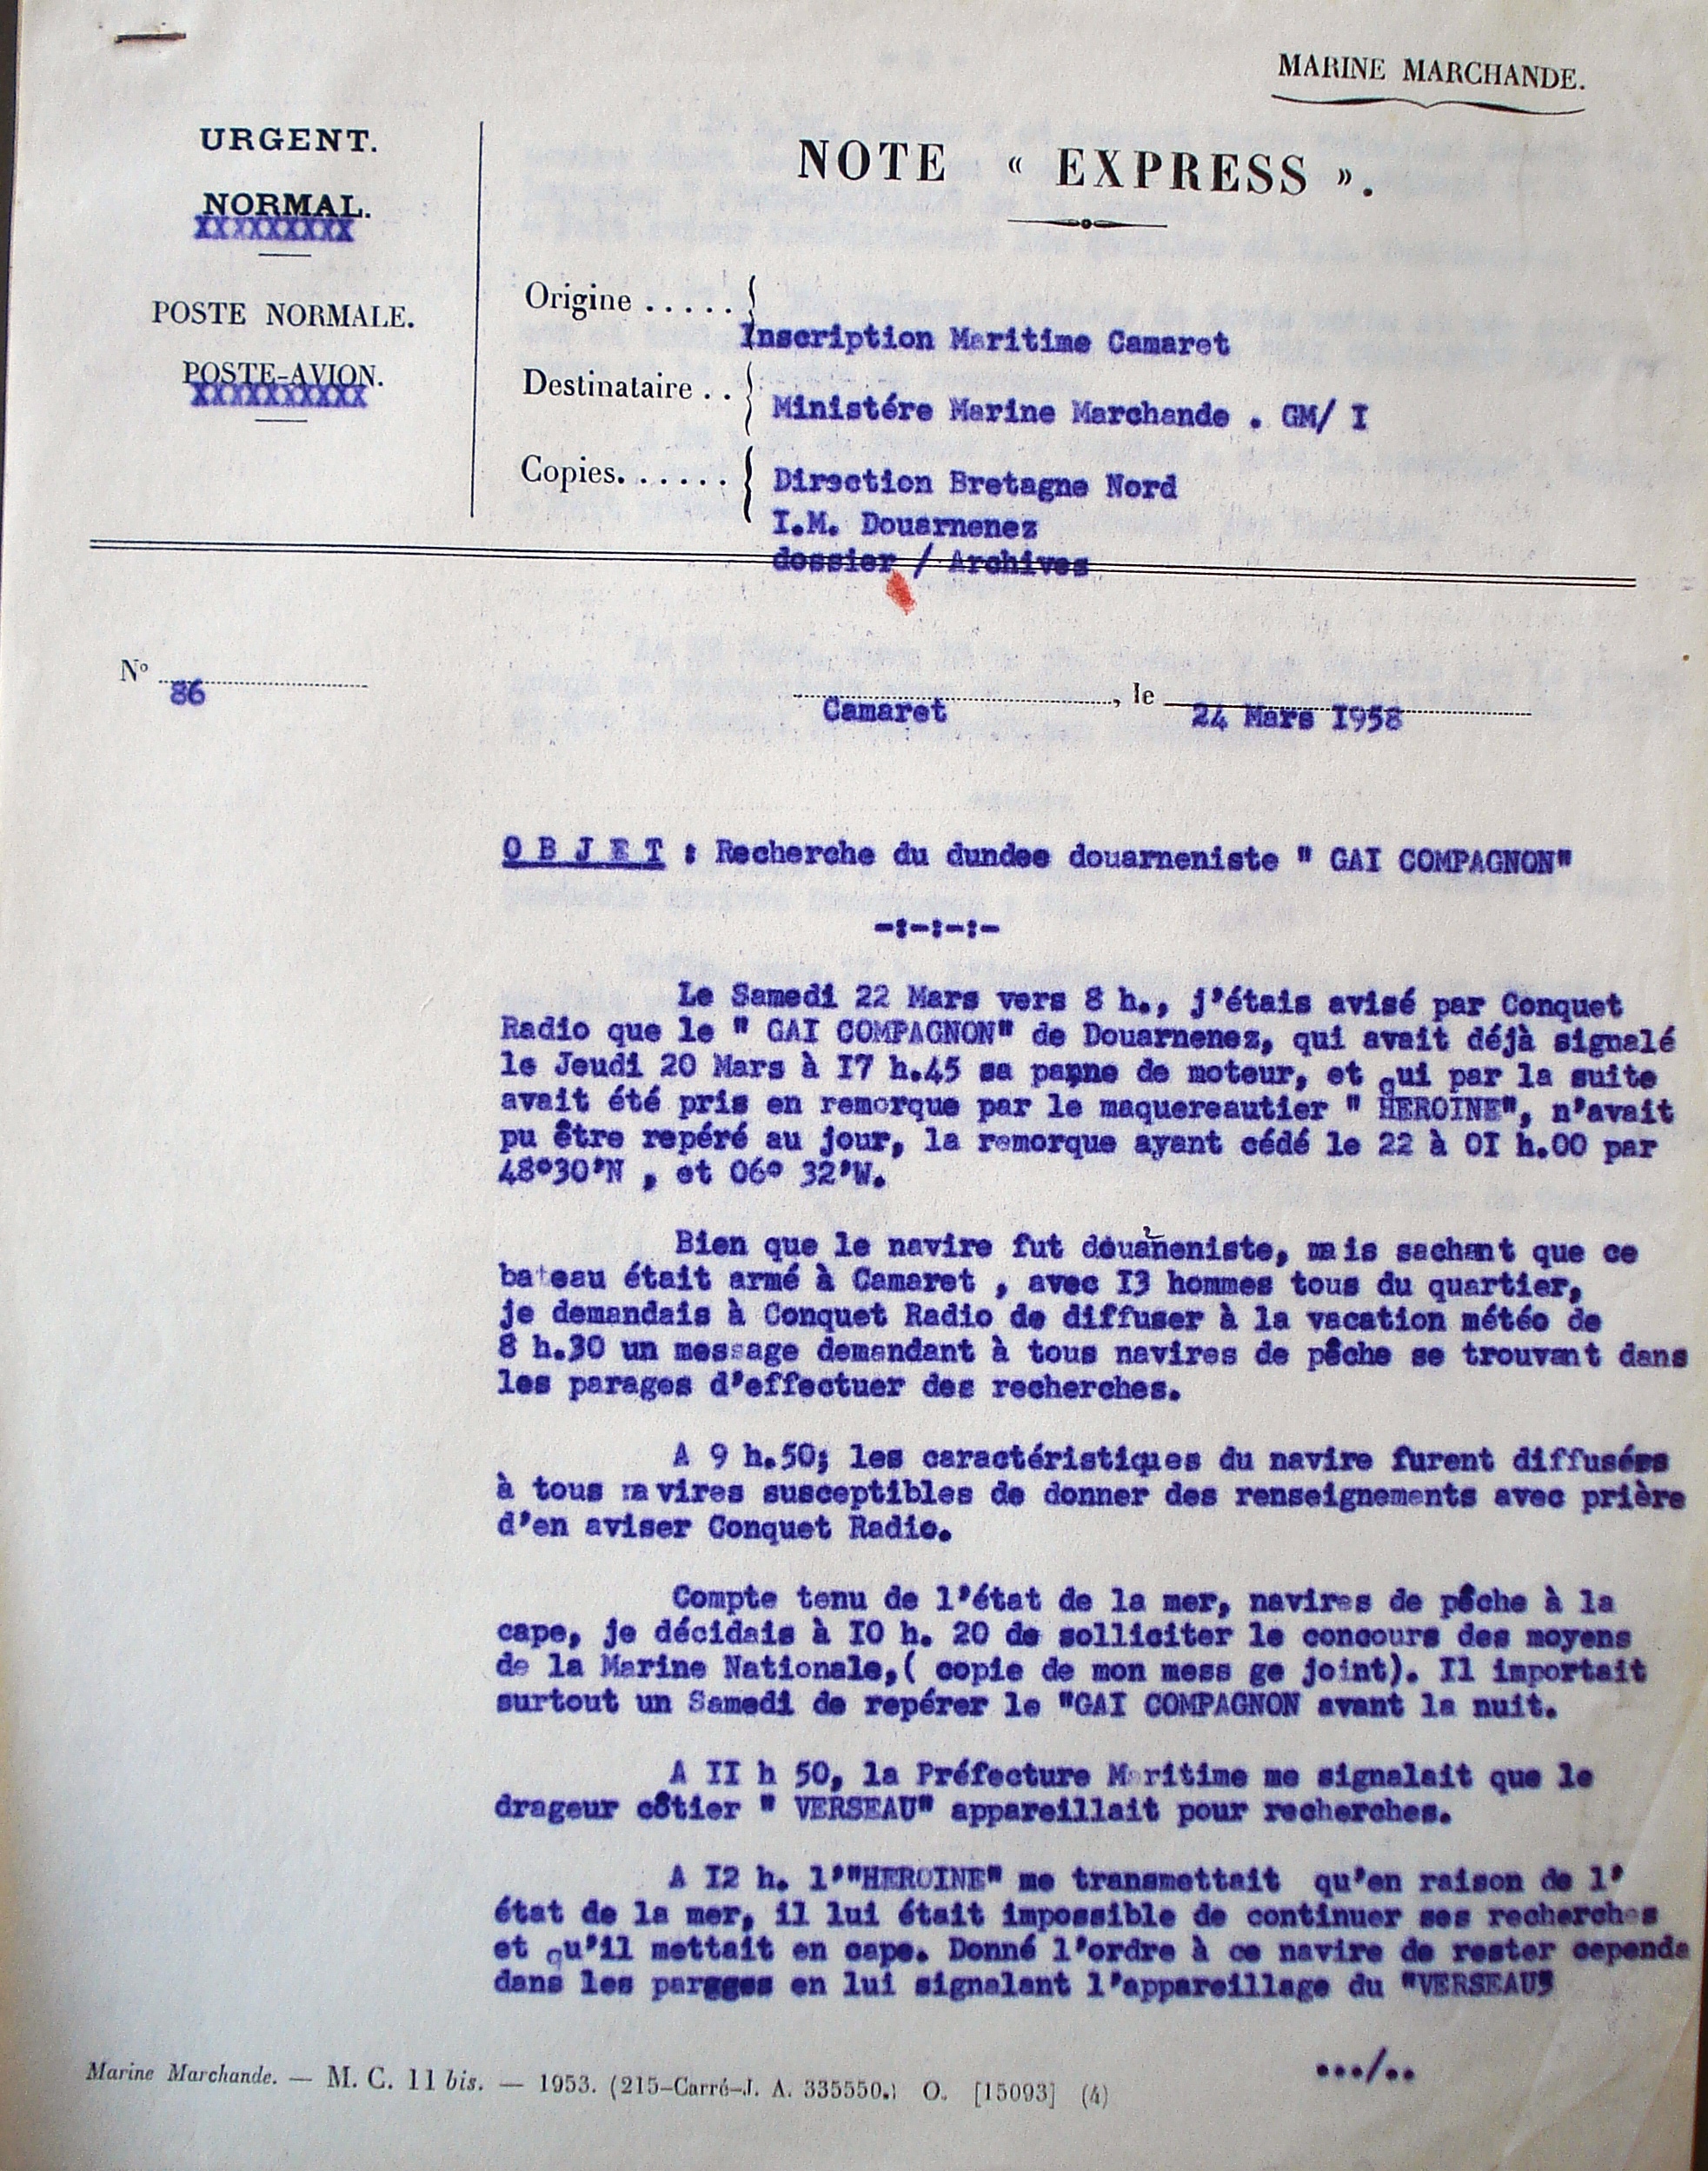 MARINE MARCHANDE.
URGENT.
NORMAL.
XXXXXXXXX
POSTE NORMALE.
POSTE-AVION.
XXXXXXXXXX
NOTE « EXPRESS ».
Origine .....
Inscription Maritime Camaret
Destinataire ..
Ministére Marine Marchande . GM/ I
Copies......
Direction Bretagne Nord
I.M. Douarnenez
dossier / Archives
N° 86
Camaret, le 24 Mars I958
O B J E T : Recherche du dundee douarneniste " GAI COMPAGNON"
-:-:-:-
Le Samedi 22 Mars vers 8 h., j'étais avisé par Conquet
Radio que le " GAI COMPAGNON" de Douarnenez, qui avait déjà signalé
le Jeudi 20 Mars à I7 h.45 sa panne de moteur, et qui par la suite
avait été pris en remorque par le maquereautier " HEROINE", n'avait
pu être repéré au jour, la remorque ayant cédé le 22 à 0I h.00 par
48°30'N , et 06° 32'W.
Bien que le navire fut douaneniste, mais sachant que ce
bateau était armé à Camaret , avec I3 hommes tous du quartier,
je demandais à Conquet Radio de diffuser à la vacation météo de
8 h.30 un message demandant à tous navires de pêche se trouvant dans
les parages d'effectuer des recherches.
A 9 h.50; les caractéristiques du navire furent diffusées
à tous navires susceptibles de donner des renseignements avec prière
d'en aviser Conquet Radio.
Compte tenu de l'état de la mer, navires de pêche à la
cape, je décidais à I0 h. 20 de solliciter le concours des moyens
de la Marine Nationale,( copie de mon mess ge joint). Il importait
surtout un Samedi de repérer le "GAI COMPAGNON avant la nuit.
A II h 50, la Préfecture Maritime me signalait que le
drageur côtier " VERSEAU" appareillait pour recherches.
A I2 h. l'"HEROINE" me transmettait qu'en raison de l'
état de la mer, il lui était impossible de continuer ses recherches
et qu'il mettait en cape. Donné l'ordre à ce navire de rester cependa
dans les parages en lui signalant l'appareillage du "VERSEAU"
.../..
Marine Marchande. — M. C. 11 bis. — 1953. (215-Carré-J. A. 335550.) O. [15093] (4)